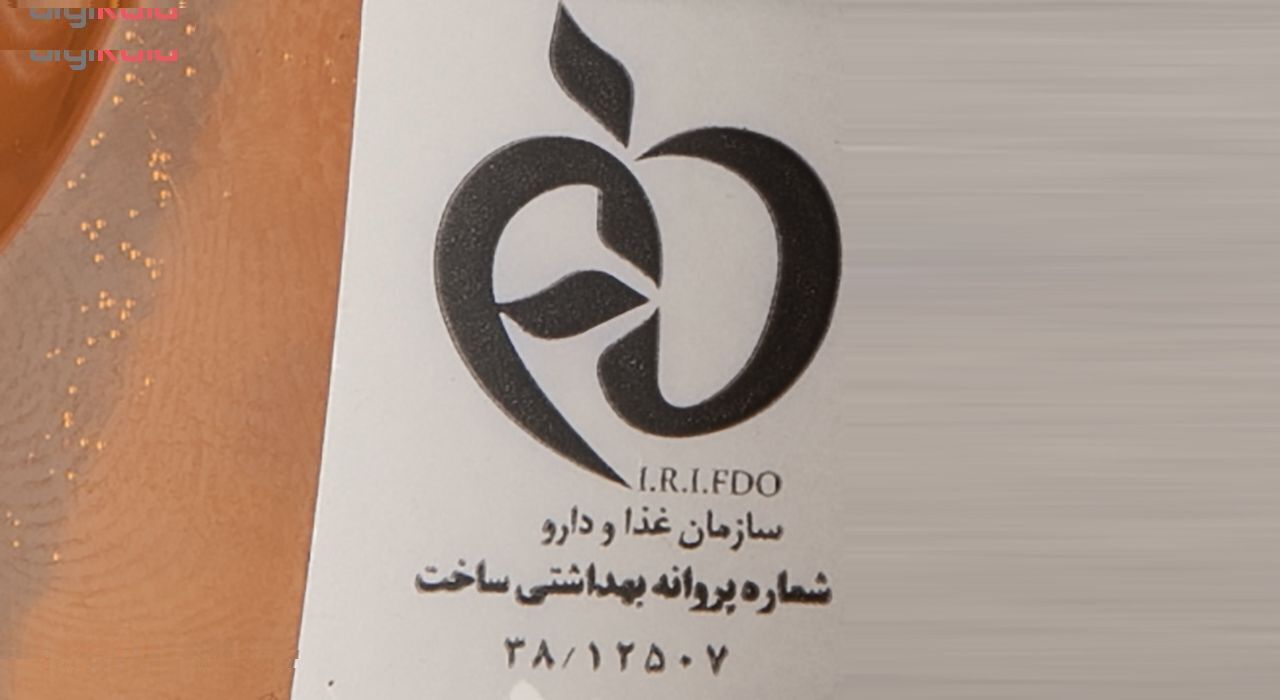 I.R.I.FDO
سازمان غذا و دارو
شماره پروانه بهداشتی ساخت
۳۸/۱۲۵۰۷